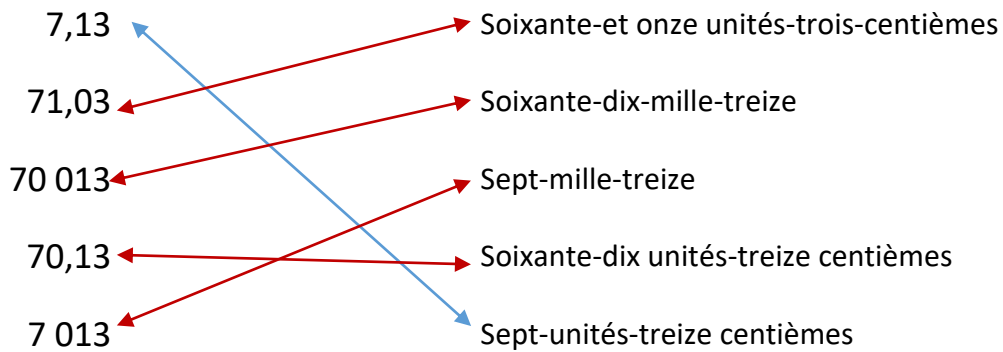 7,13 Soixante-et onze unités-trois-centièmes
71,03 Soixante-dix-mille-treize
70 013 Sept-mille-treize
70,13 Soixante-dix unités-treize centièmes
7 013 Sept-unités-treize centièmes